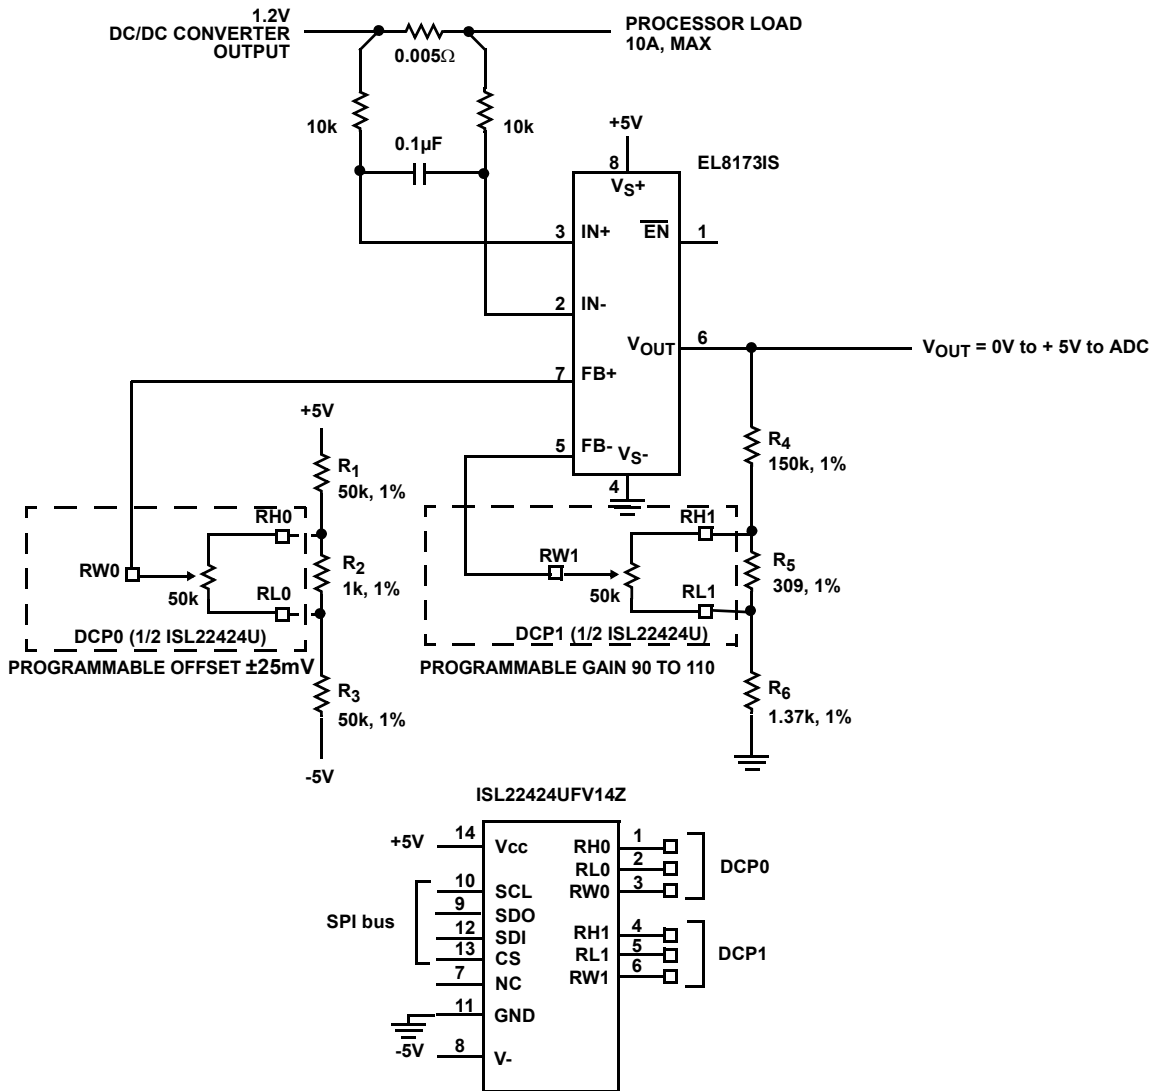 1.2V
DC/DC CONVERTER
OUTPUT
0.005Ω
PROCESSOR LOAD
10A, MAX
10k
10k
0.1µF
+5V
8
EL8173IS
VS+
3 IN+
EN 1
2 IN-
VOUT 6
VOUT = 0V to + 5V to ADC
7 FB+
+5V
5 FB-
VS-
4
R1
50k, 1%
R4
150k, 1%
RH0
RW0
50k
RL0
R2
1k, 1%
DCP0 (1/2 ISL22424U)
PROGRAMMABLE OFFSET ±25mV
R3
50k, 1%
-5V
RH1
RW1
50k
RL1
R5
309, 1%
DCP1 (1/2 ISL22424U)
PROGRAMMABLE GAIN 90 TO 110
R6
1.37k, 1%
ISL22424UFV14Z
+5V
14 Vcc
SPI bus
10 SCL
9 SDO
12 SDI
13 CS
7 NC
11 GND
-5V
8 V-
RH0 1
RL0 2
RW0 3
DCP0
RH1 4
RL1 5
RW1 6
DCP1